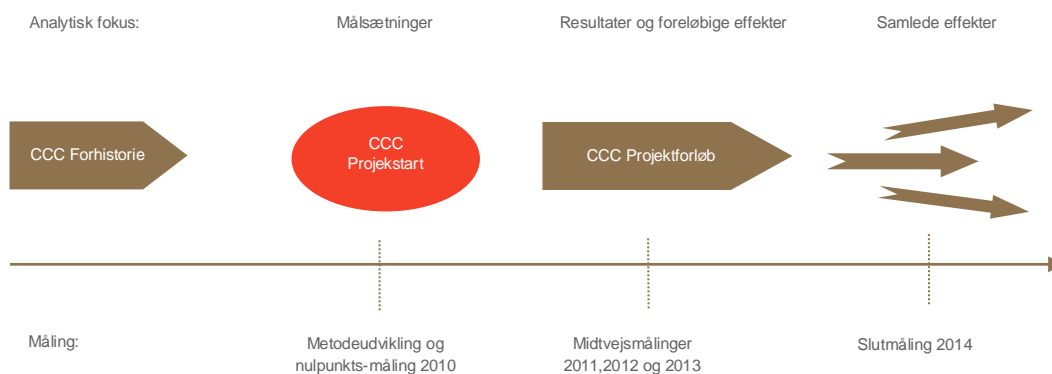 Analytisk fokus:
Målsætninger
Resultater og foreløbige effekter
Samlede effekter
CCC Forhistorie
CCC
Projekstart
CCC Projektforløb
Måling:
Metodeudvikling og
nulpunkts-måling 2010
Midtvejsmålinger
2011,2012 og 2013
Slutmåling 2014